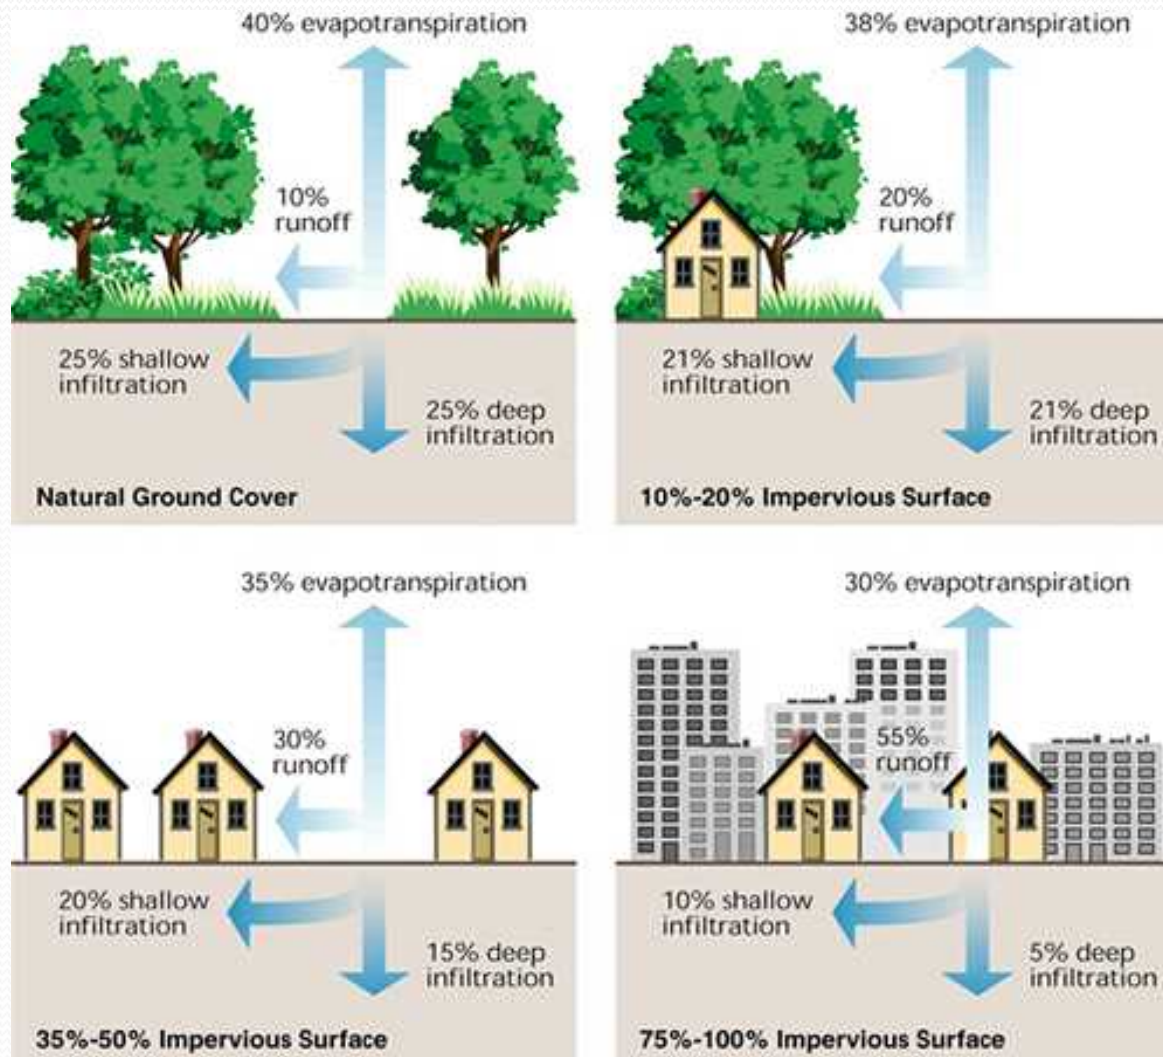 40% evapotranspiration
10%
runoff
25% shallow
infiltration
25% deep
infiltration
Natural Ground Cover
38% evapotranspiration
20%
runoff
21% shallow
infiltration
21% deep
infiltration
10%-20% Impervious Surface
35% evapotranspiration
30%
runoff
20% shallow
infiltration
15% deep
infiltration
35%-50% Impervious Surface
30% evapotranspiration
55%
runoff
10% shallow
infiltration
5% deep
infiltration
75%-100% Impervious Surface